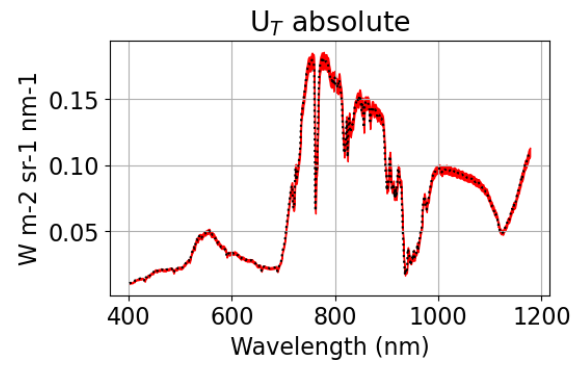 U_T absolute
W m-2 sr-1 nm-1
0.15
0.10
0.05
400 600 800 1000 1200
Wavelength (nm)